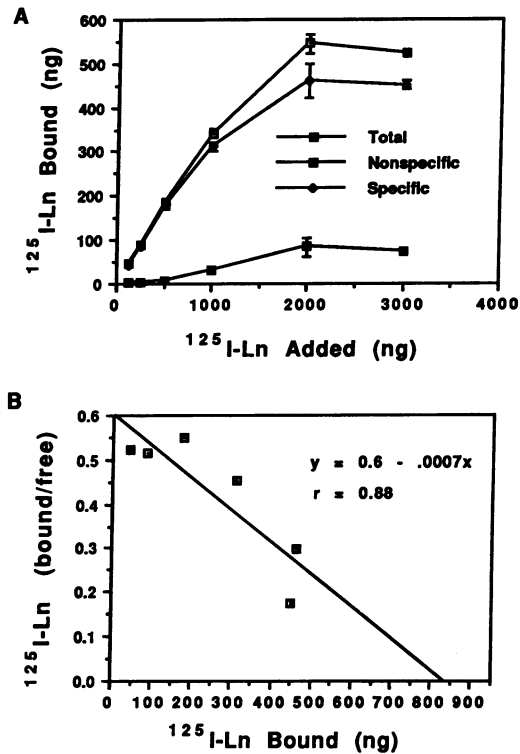 A
600
500
400
300
200
100
0
125I-Ln Bound (ng)
Total
Nonspecific
Specific
0 1000 2000 3000 4000
125I-Ln Added (ng)
B
0.6
0.5
0.4
0.3
0.2
0.1
0.0
125I-Ln (bound/free)
y = 0.6 - .0007x
r = 0.88
0 100 200 300 400 500 600 700 800 900
125I-Ln Bound (ng)